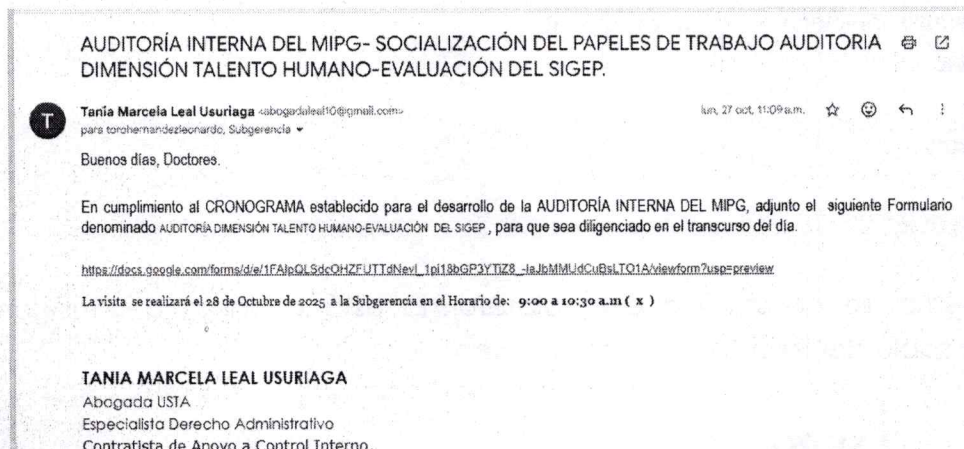 AUDITORÍA INTERNA DEL MIPG- SOCIALIZACIÓN DEL PAPELES DE TRABAJO AUDITORIA
DIMENSIÓN TALENTO HUMANO-EVALUACIÓN DEL SIGEP.
T
Tania Marcela Leal Usuriaga <abogadaleal10@gmail.com>
lun, 27 oct, 11:09 a.m.
para torohernandezleonardo, Subgerencia
Buenos días, Doctores.
En cumplimiento al CRONOGRAMA establecido para el desarrollo de la AUDITORÍA INTERNA DEL MIPG, adjunto el siguiente Formulario
denominado AUDITORÍA DIMENSIÓN TALENTO HUMANO-EVALUACIÓN DEL SIGEP, para que sea diligenciado en el transcurso del día.
La visita se realizará el 28 de Octubre de 2025 a la Subgerencia en el Horario de: 9:00 a 10:30 a.m ( x )
TANIA MARCELA LEAL USURIAGA
Abogada USTA
Especialista Derecho Administrativo
Contratista de Apoyo a Control Interno.